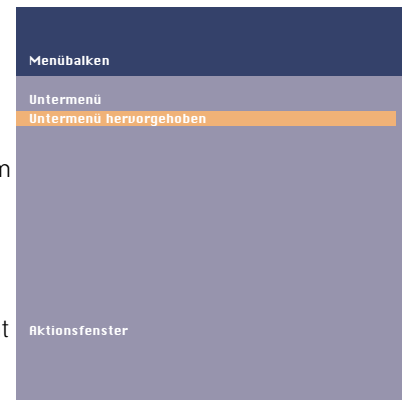 Menübalken
Untermenü
Untermenü hervorgehoben
m
t Aktionsfenster